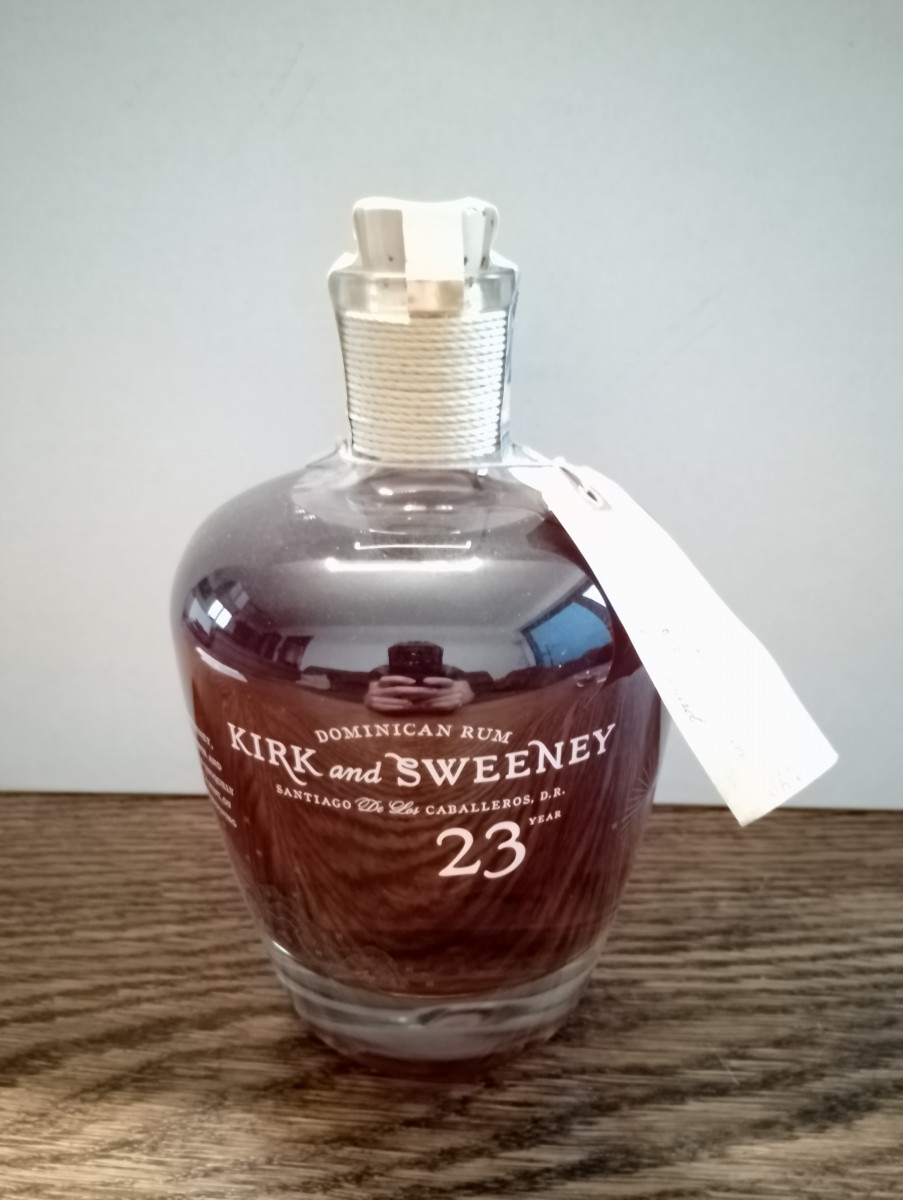 DOMINICAN RUM
KIRK and SWEENEY
SANTIAGO De Los CABALLEROS, D.R.
23 YEAR